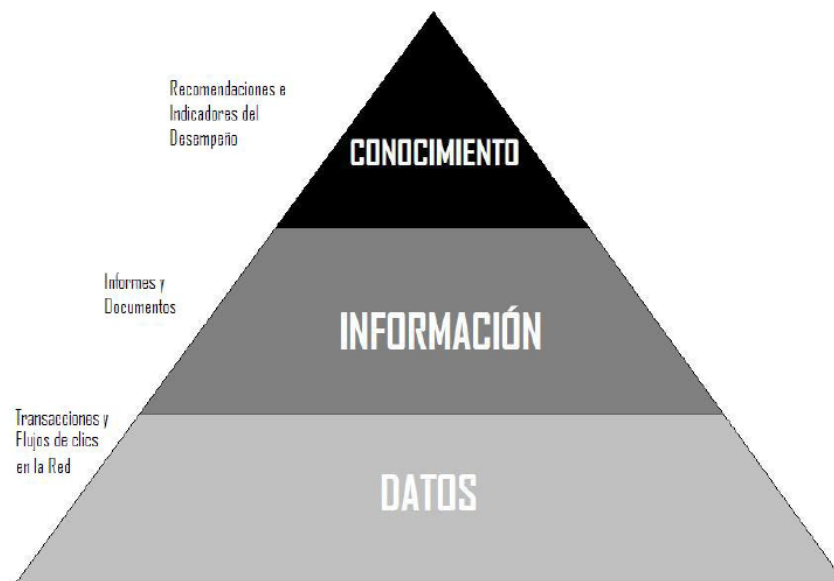 Recomendaciones e
Indicadores del
Desempeño
CONOCIMIENTO
Informes y
Documentos
INFORMACIÓN
Transacciones y
Flujos de clics
en la Red
DATOS